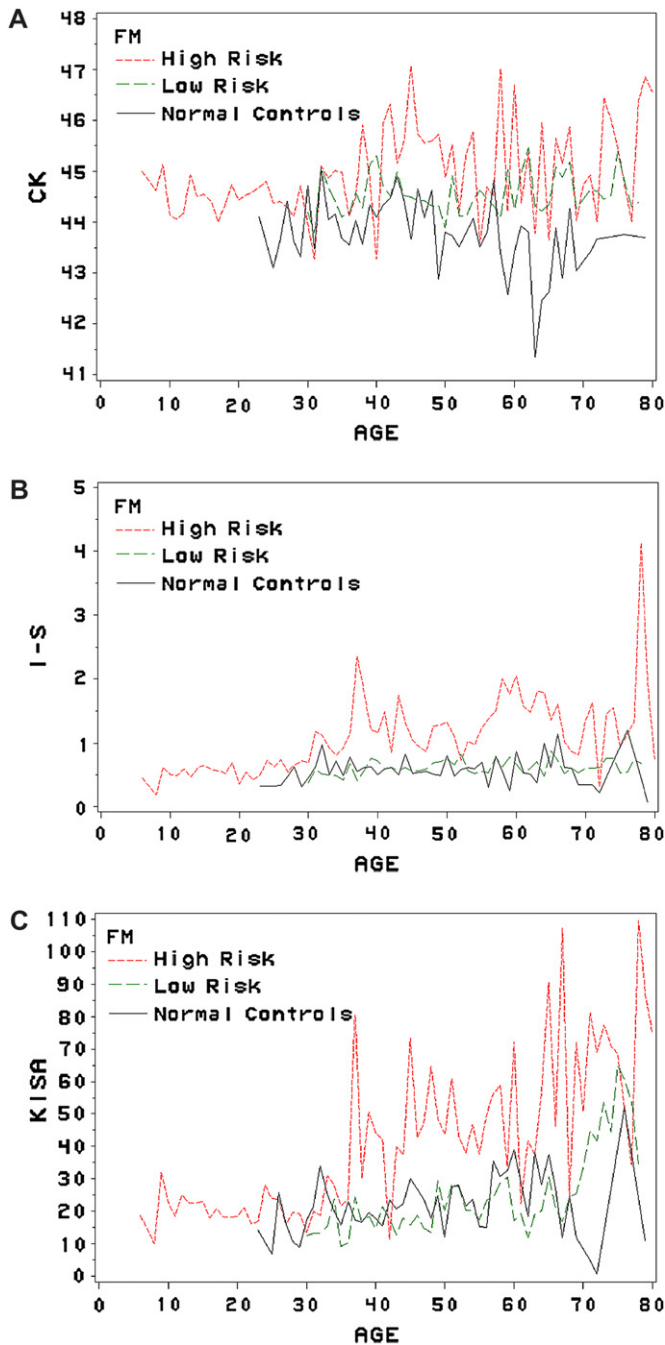 A
48
47
46
45
44
43
42
41
CK
FM
High Risk
Low Risk
Normal Controls
0 10 20 30 40 50 60 70 80
AGE
B
5
4
3
2
1
0
I-S
FM
High Risk
Low Risk
Normal Controls
0 10 20 30 40 50 60 70 80
AGE
C
110
100
90
80
70
60
50
40
30
20
10
0
KISA
FM
High Risk
Low Risk
Normal Controls
0 10 20 30 40 50 60 70 80
AGE